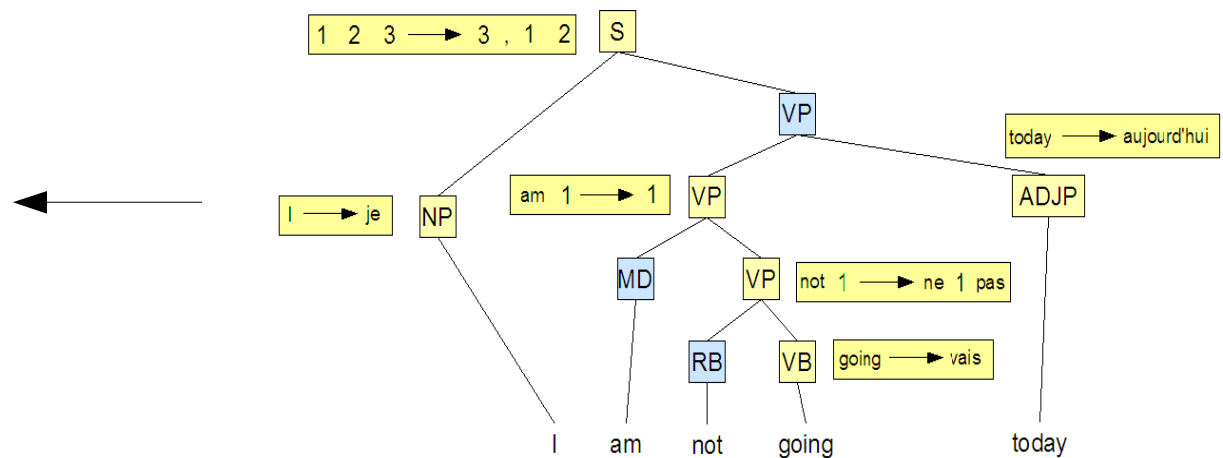 1 2 3 → 3 , 1 2 S
VP
today → aujourd'hui
I → je NP am 1 → 1 VP ADJP
MD VP not 1 → ne 1 pas
RB VB going → vais
I am not going today